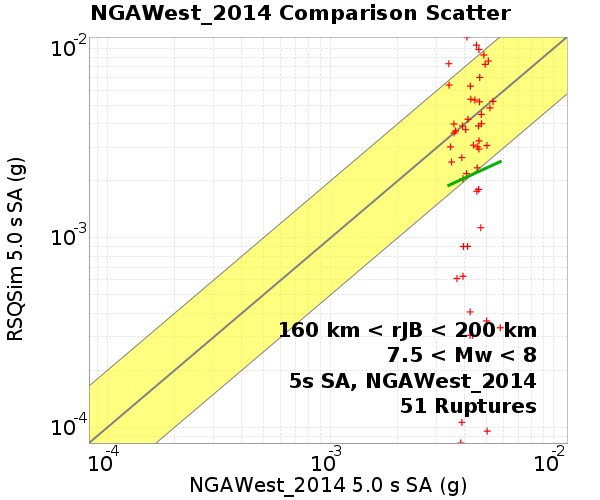 NGAWest_2014 Comparison Scatter
10-2
10-3
10-4
RSQSim 5.0 s SA (g)
160 km < rJB < 200 km
7.5 < Mw < 8
5s SA, NGAWest_2014
51 Ruptures
10-4 10-3 10-2
NGAWest_2014 5.0 s SA (g)